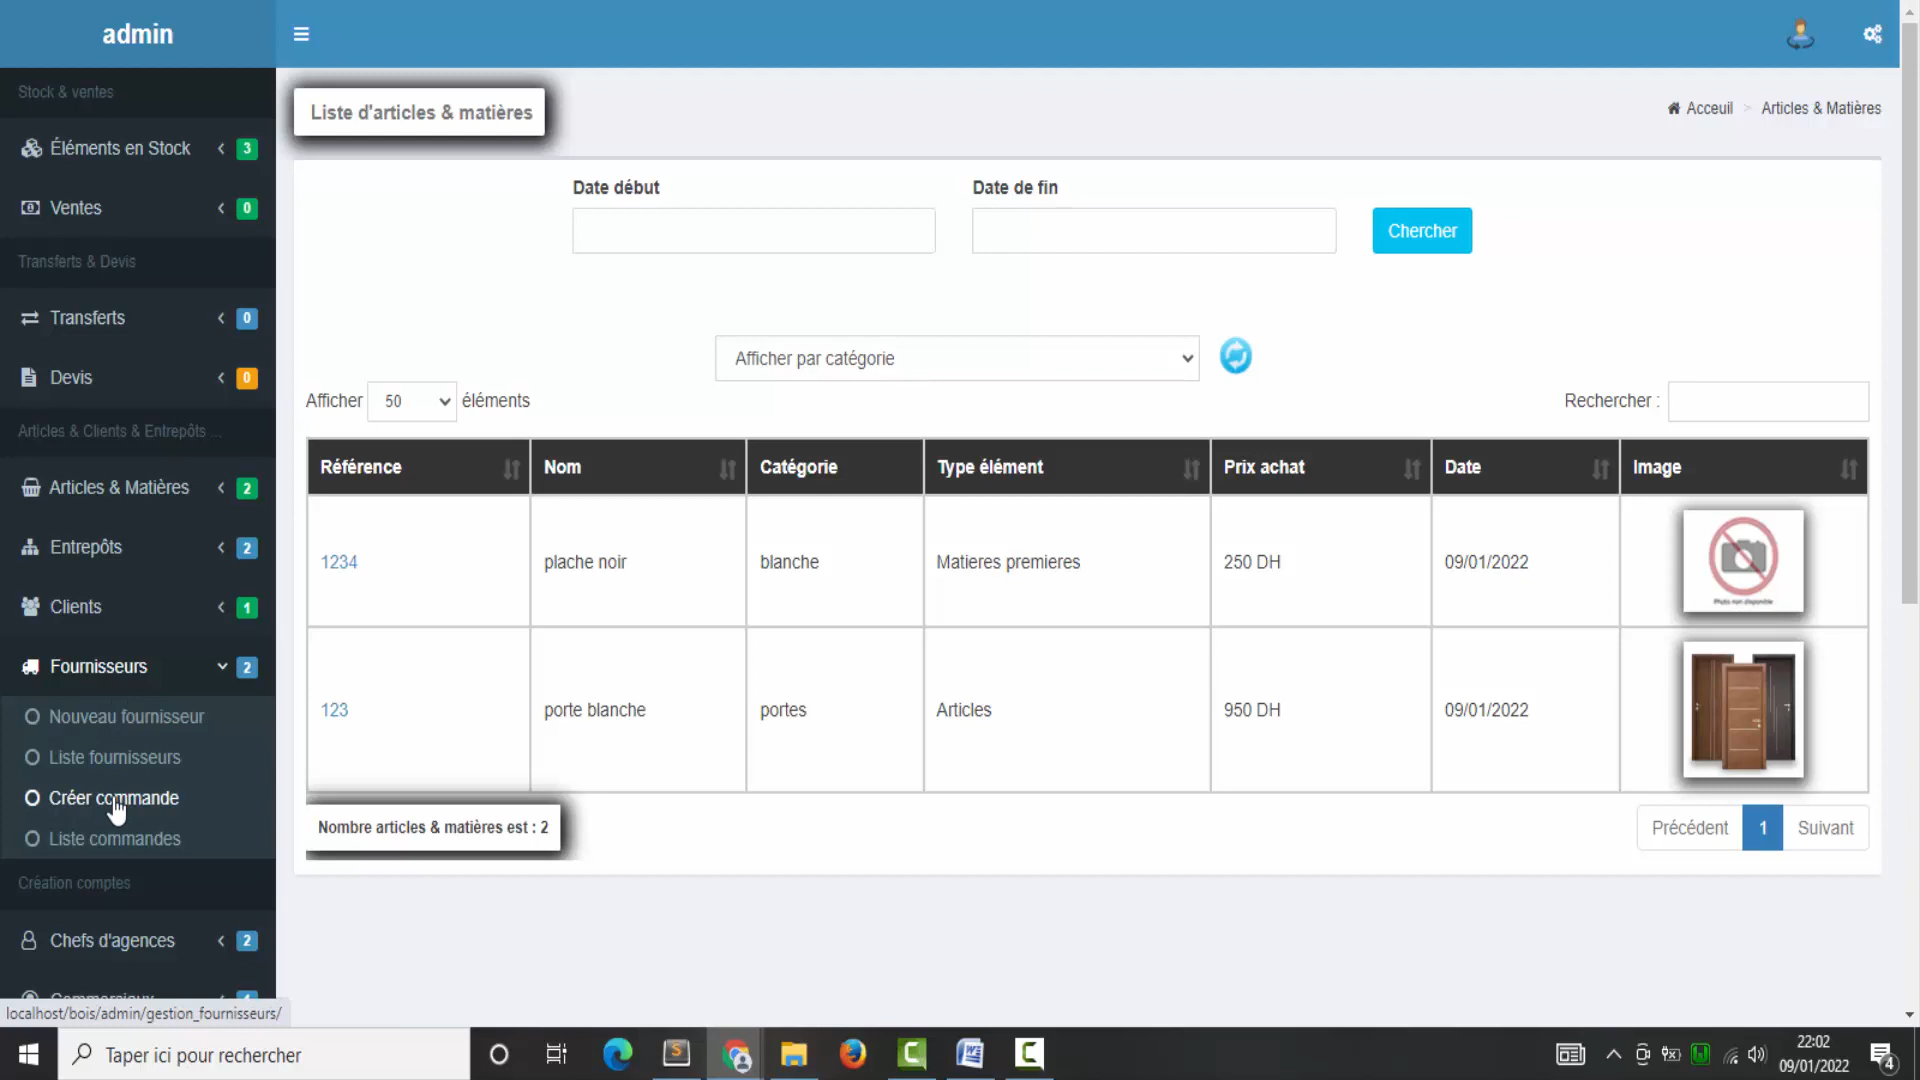 admin
Stock & ventes
Éléments en Stock 3
Ventes 0
Transferts & Devis
Transferts 0
Devis 0
Articles & Clients & Entrepôts ...
Articles & Matières 2
Entrepôts 2
Clients 1
Fournisseurs 2
Nouveau fournisseur
Liste fournisseurs
Créer commande
Liste commandes
Création comptes
Chefs d'agences 2
Commerciaux
localhost/bois/admin/gestion_fournisseurs/
Liste d'articles & matières
Acceuil > Articles & Matières
Date début
Date de fin
Chercher
Afficher par catégorie
Afficher 50 éléments
Rechercher :
Référence Nom Catégorie Type élément Prix achat Date Image
1234 plache noir blanche Matieres premieres 250 DH 09/01/2022
Photo non disponible
123 porte blanche portes Articles 950 DH 09/01/2022
Nombre articles & matières est : 2
Précédent 1 Suivant
Taper ici pour rechercher
22:02
09/01/2022
4